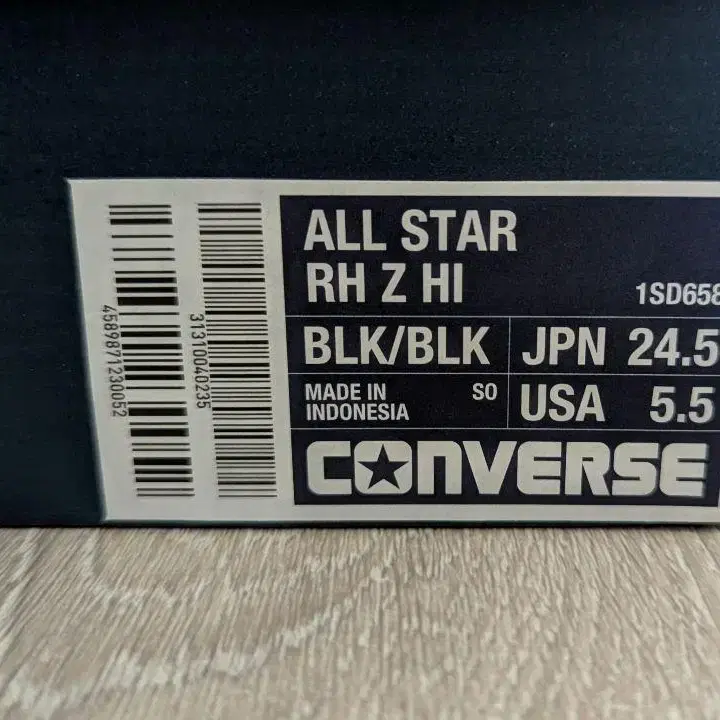 4589871230052
31310040235
ALL STAR
RH Z HI
1SD658
BLK/BLK
JPN 24.5
MADE IN
INDONESIA
SO
USA 5.5
CONVERSE